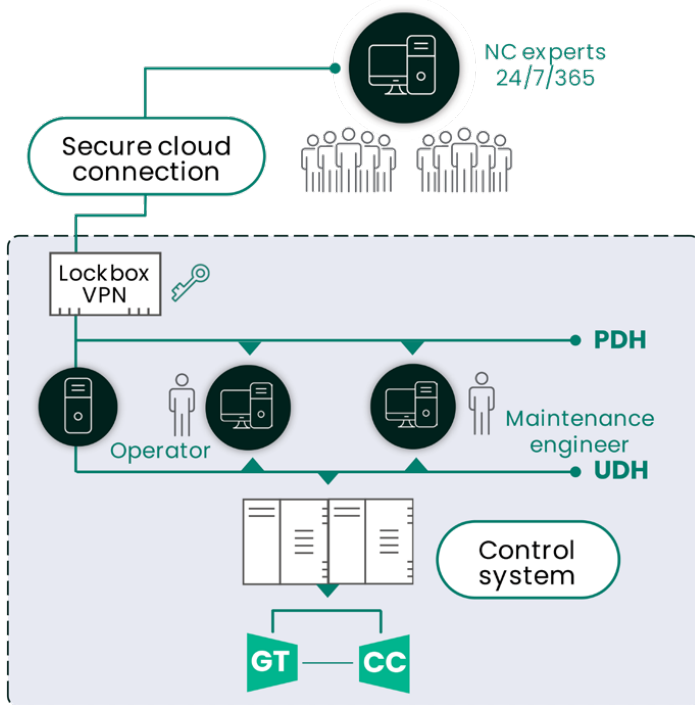 NC experts
24/7/365
Secure cloud
connection
Lockbox
VPN
PDH
Operator
Maintenance
engineer
UDH
Control
system
GT
CC